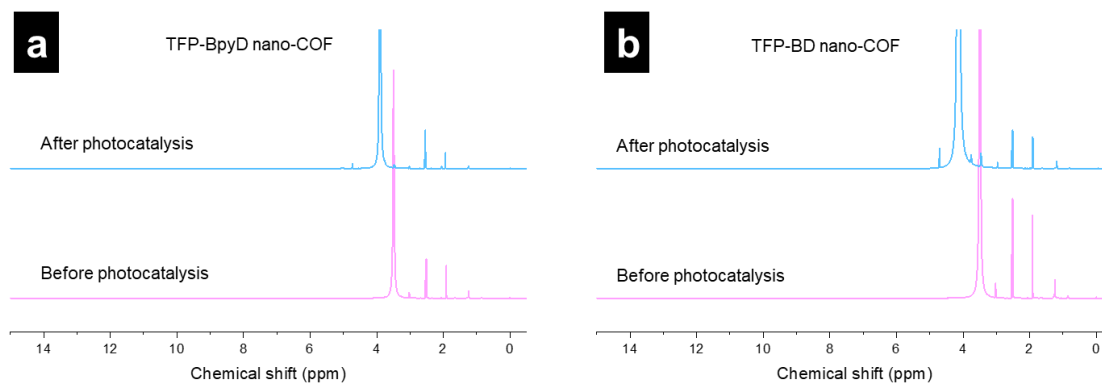 a
TFP-BpyD nano-COF
After photocatalysis
Before photocatalysis
14 12 10 8 6 4 2 0
Chemical shift (ppm)
b
TFP-BD nano-COF
After photocatalysis
Before photocatalysis
14 12 10 8 6 4 2 0
Chemical shift (ppm)